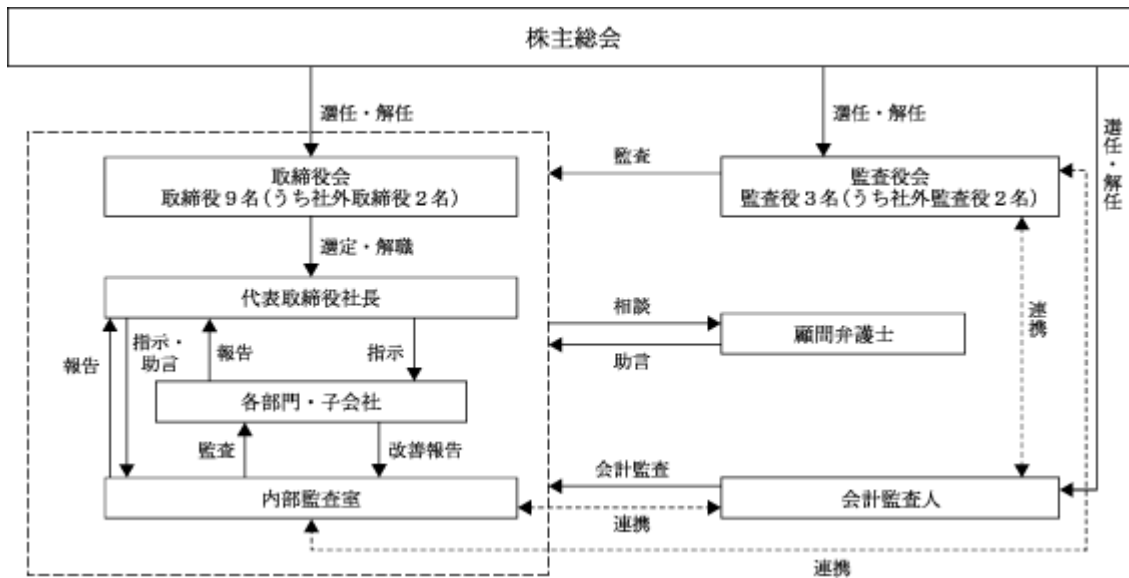 株主総会
選任・解任
選任・解任
選任・解任
取締役会
取締役9名(うち社外取締役2名)
監査
監査役会
監査役3名(うち社外監査役2名)
選定・解職
代表取締役社長
相談
顧問弁護士
助言
連携
報告
指示・
助言
報告
指示
各部門・子会社
監査
改善報告
会計監査
内部監査室
連携
会計監査人
連携